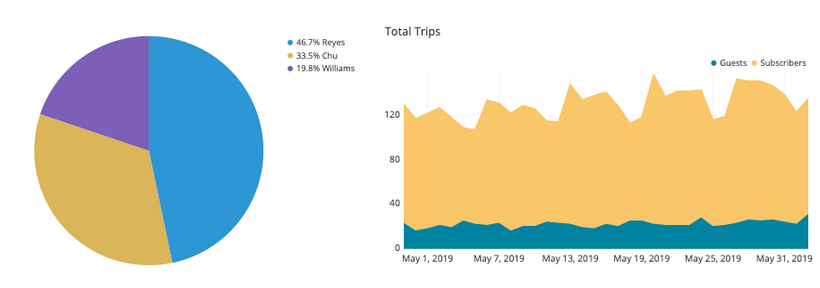 46.7% Reyes
33.5% Chu
19.8% Williams
Total Trips
Guests Subscribers
120
80
40
0
May 1, 2019 May 7, 2019 May 13, 2019 May 19, 2019 May 25, 2019 May 31, 2019